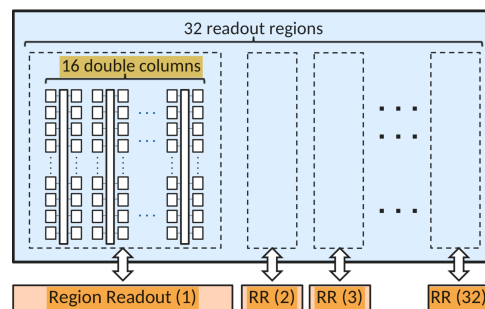 32 readout regions
16 double columns
Region Readout (1)
RR (2)
RR (3)
RR (32)